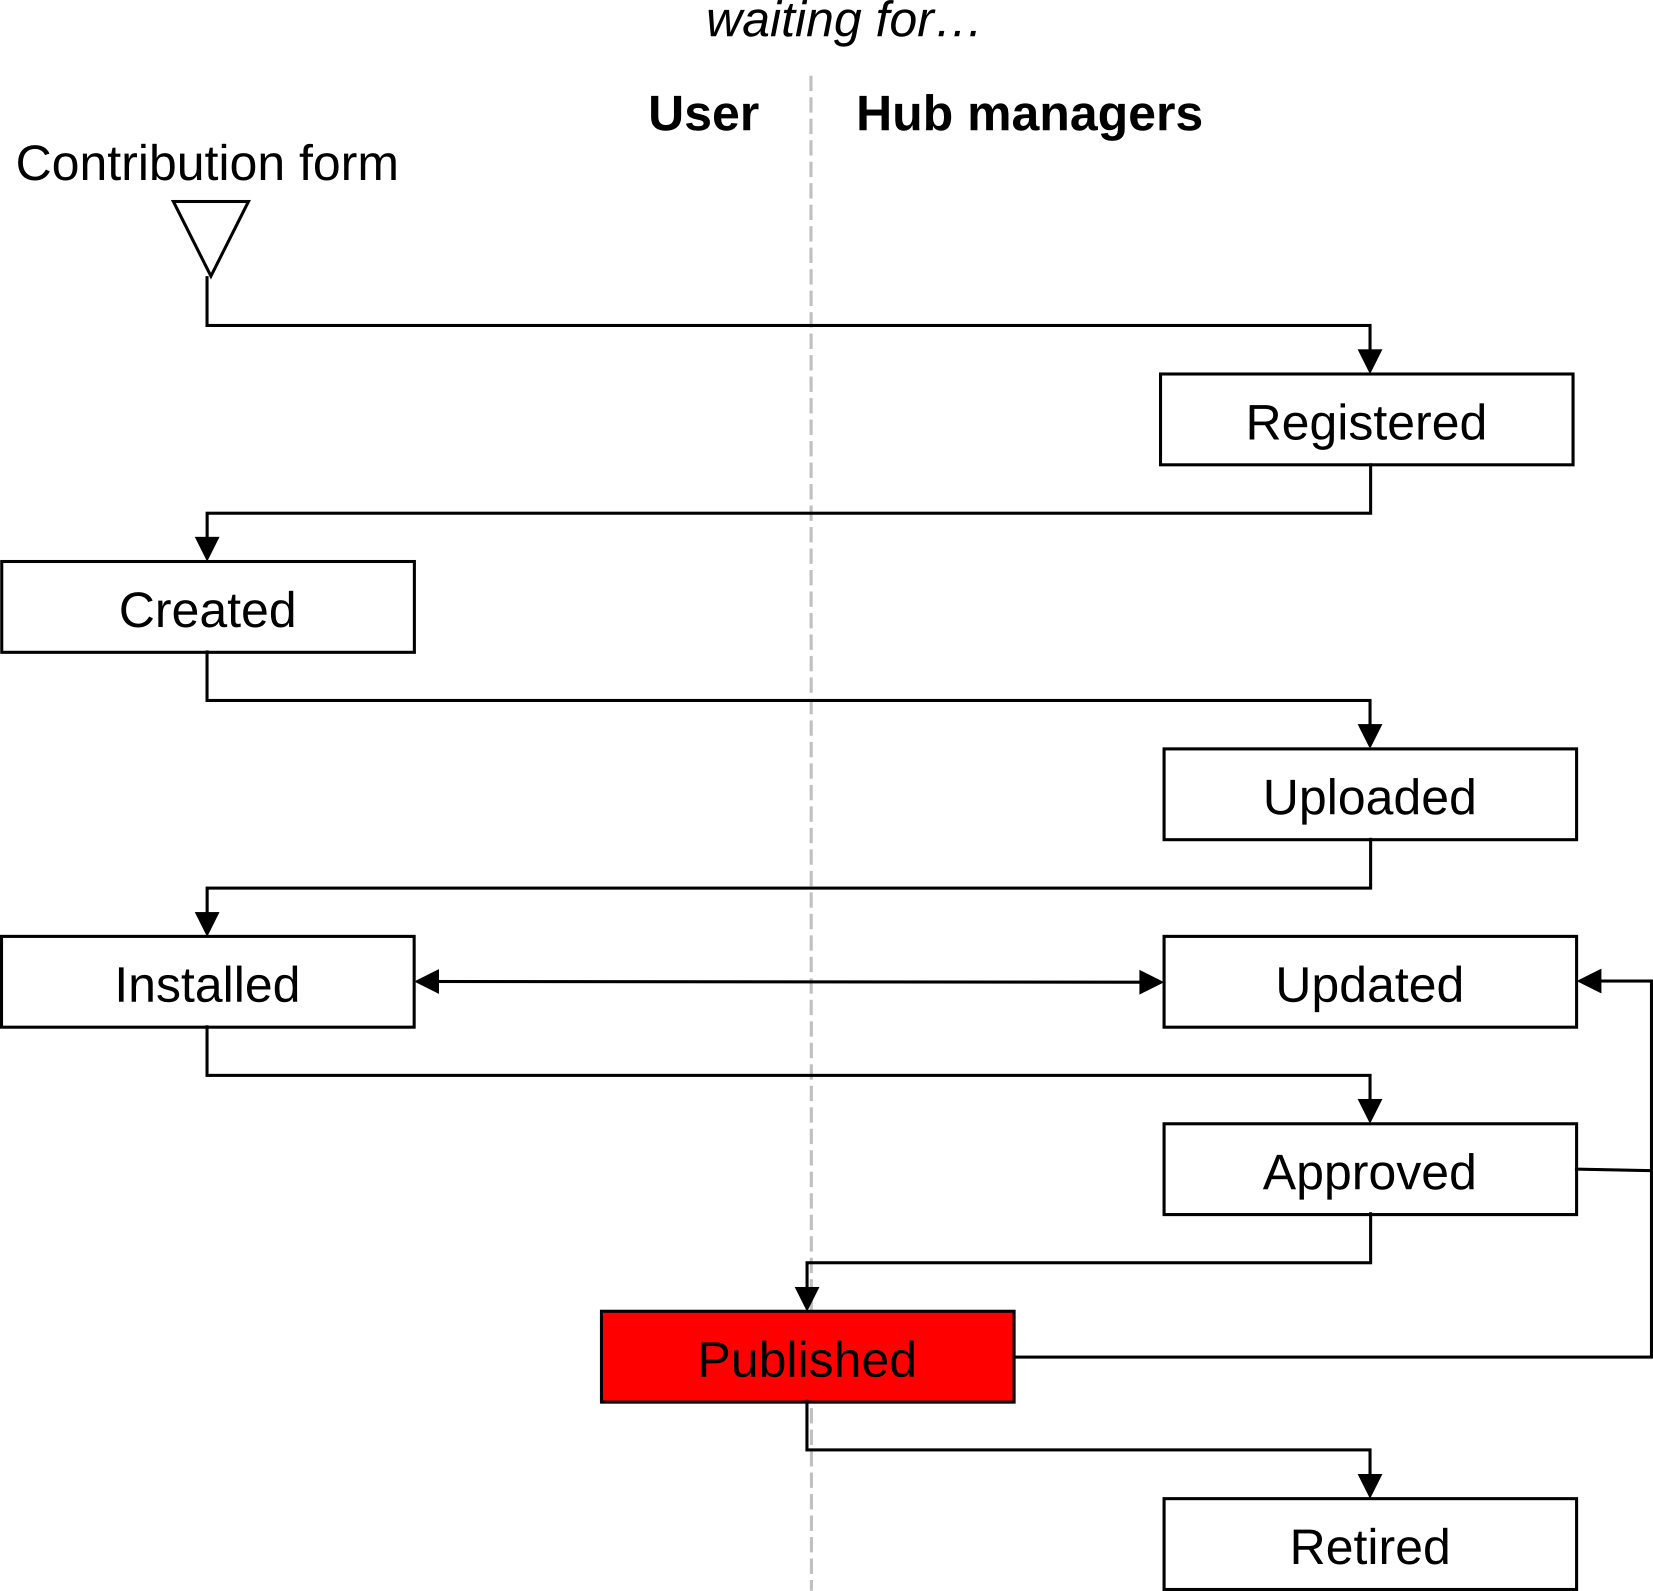 waiting for…
User
Hub managers
Contribution form
Registered
Created
Uploaded
Installed
Updated
Approved
Published
Retired